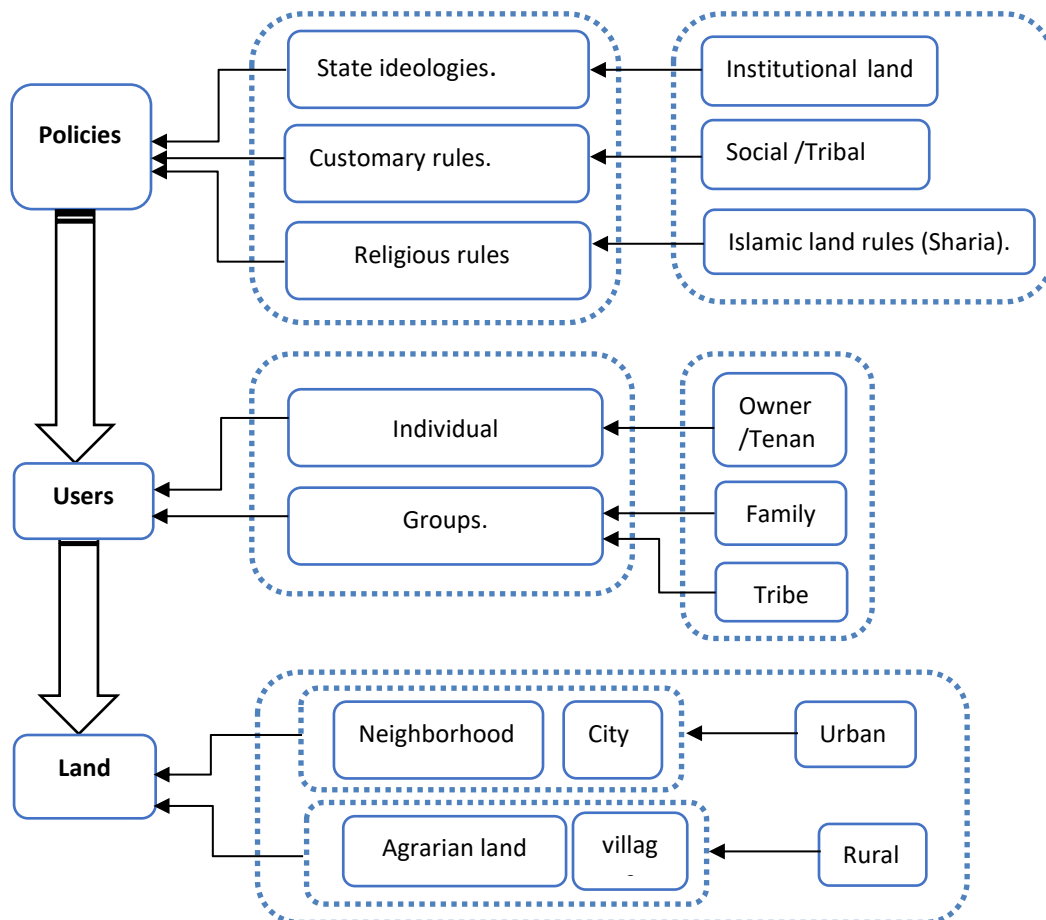 State ideologies.
Institutional land
Policies
Customary rules.
Social /Tribal
Religious rules
Islamic land rules (Sharia).
Individual
Owner
/Tenan
Users
Groups.
Family
Tribe
Neighborhood
City
Urban
Land
Agrarian land
villag
Rural